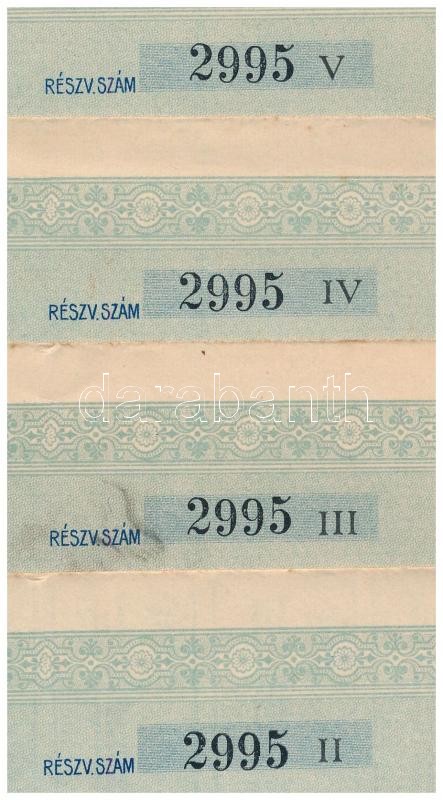 RÉSZV. SZÁM 2995 V
RÉSZV. SZÁM 2995 IV
darabanth
RÉSZV. SZÁM 2995 III
RÉSZV. SZÁM 2995 II